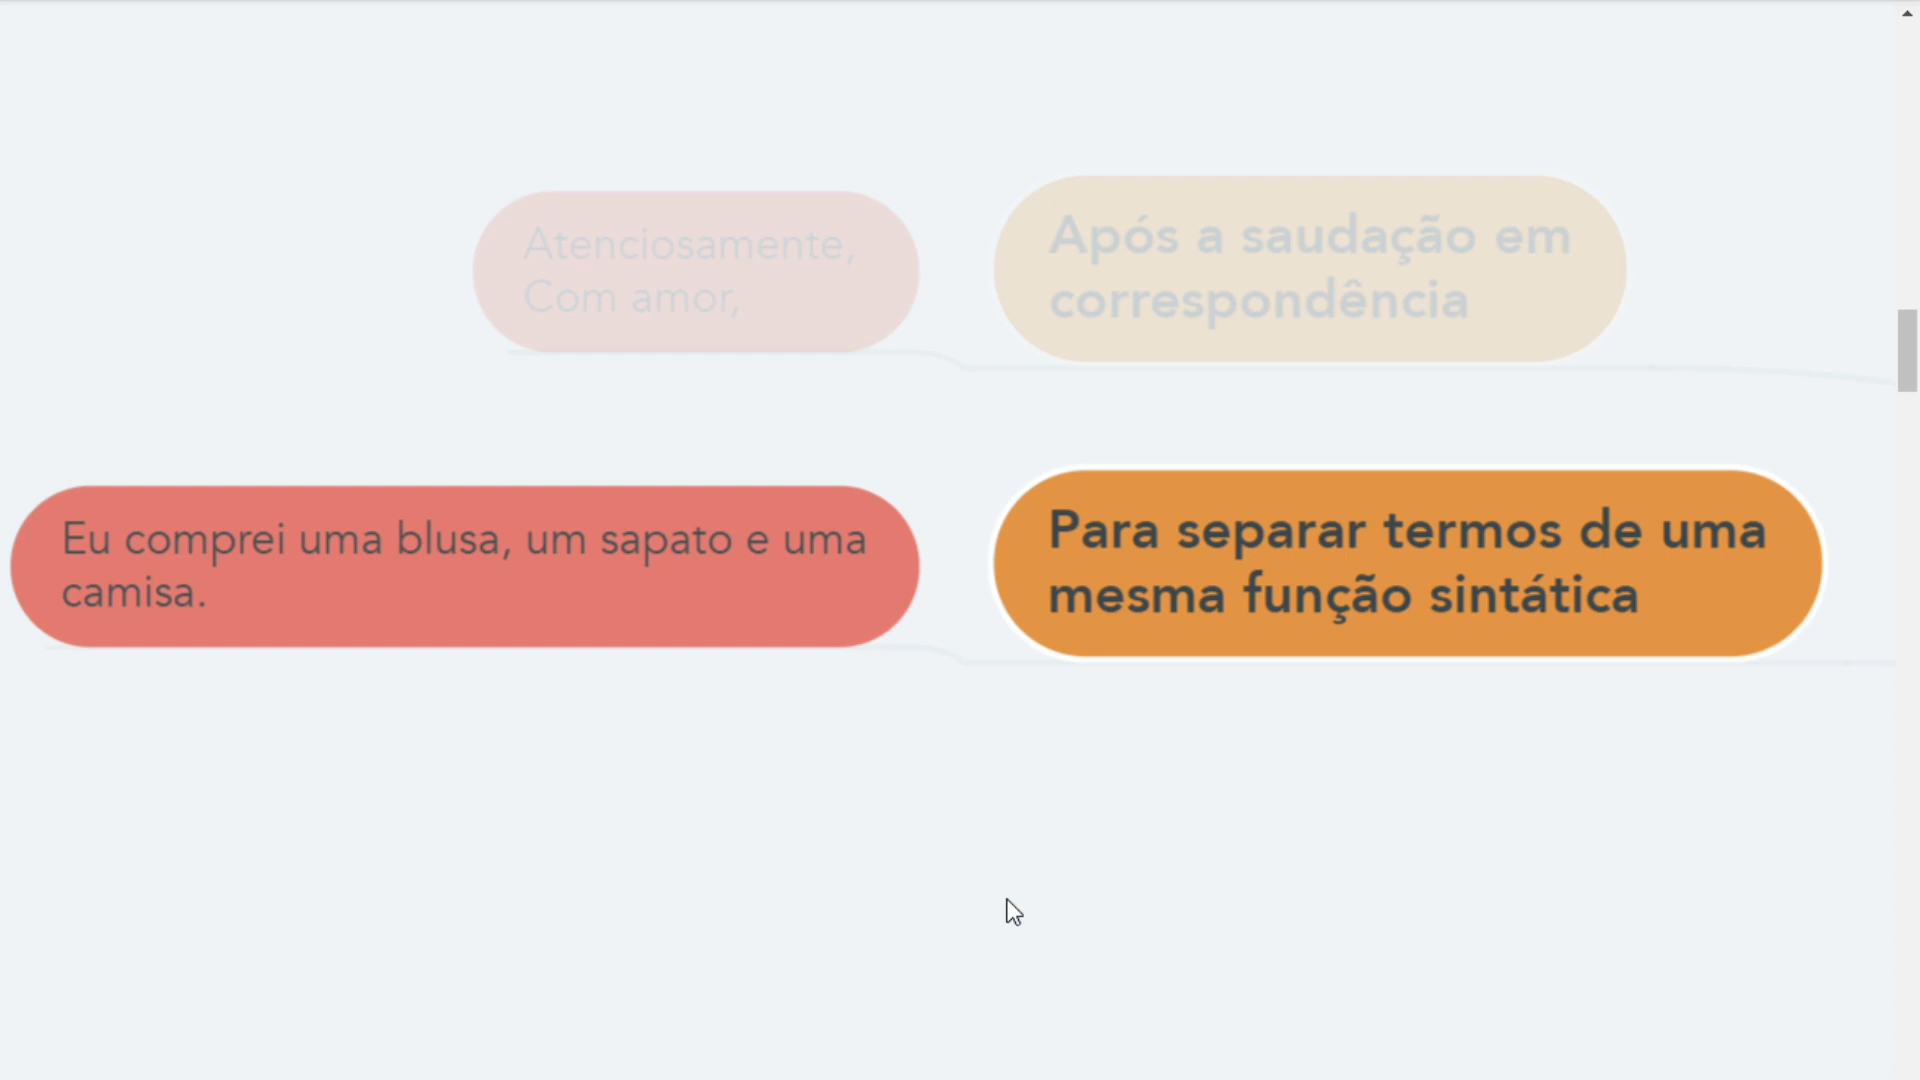 Atenciosamente,
Com amor,
Após a saudação em
correspondência
Eu comprei uma blusa, um sapato e uma
camisa.
Para separar termos de uma
mesma função sintática